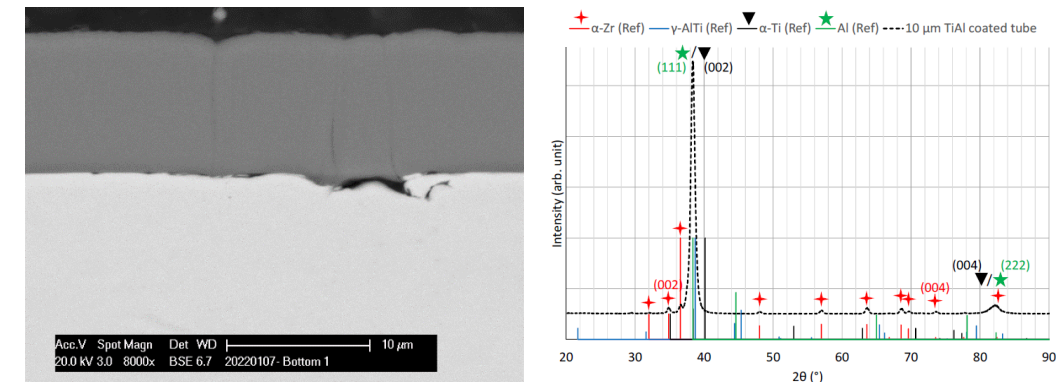 Acc.V Spot Magn Det WD 10 μm
20.0 kV 3.0 8000x BSE 6.7 20220107- Bottom 1
α-Zr (Ref) γ-AlTi (Ref) α-Ti (Ref) Al (Ref) 10 μm TiAl coated tube
(111) / (002)
(002)
(004) / (222)
(004)
Intensity (arb. unit)
20 30 40 50 60 70 80 90
2θ (°)